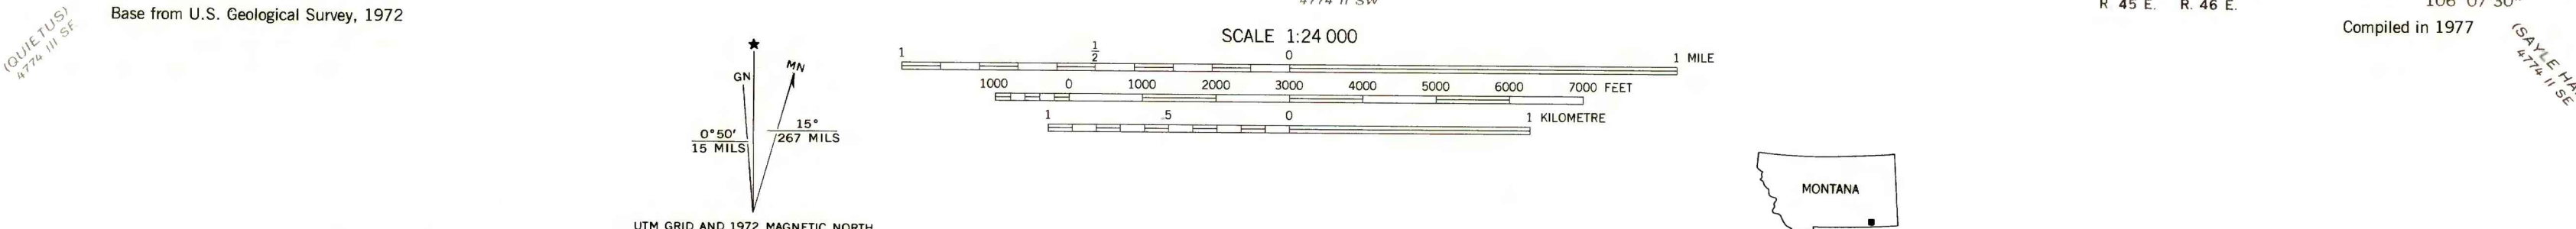 R 45 E. R. 46 E.
Base from U.S. Geological Survey, 1972
Compiled in 1977
(QUIETUS)
4774 III SE
(SAYLE
4774 II SE
SCALE 1:24 000
1 1/2 0 1 MILE
1000 0 1000 2000 3000 4000 5000 6000 7000 FEET
1 .5 0 1 KILOMETRE
GN MN
0°50′ 15°
15 MILS 267 MILS
UTM GRID AND 1972 MAGNETIC NORTH
MONTANA